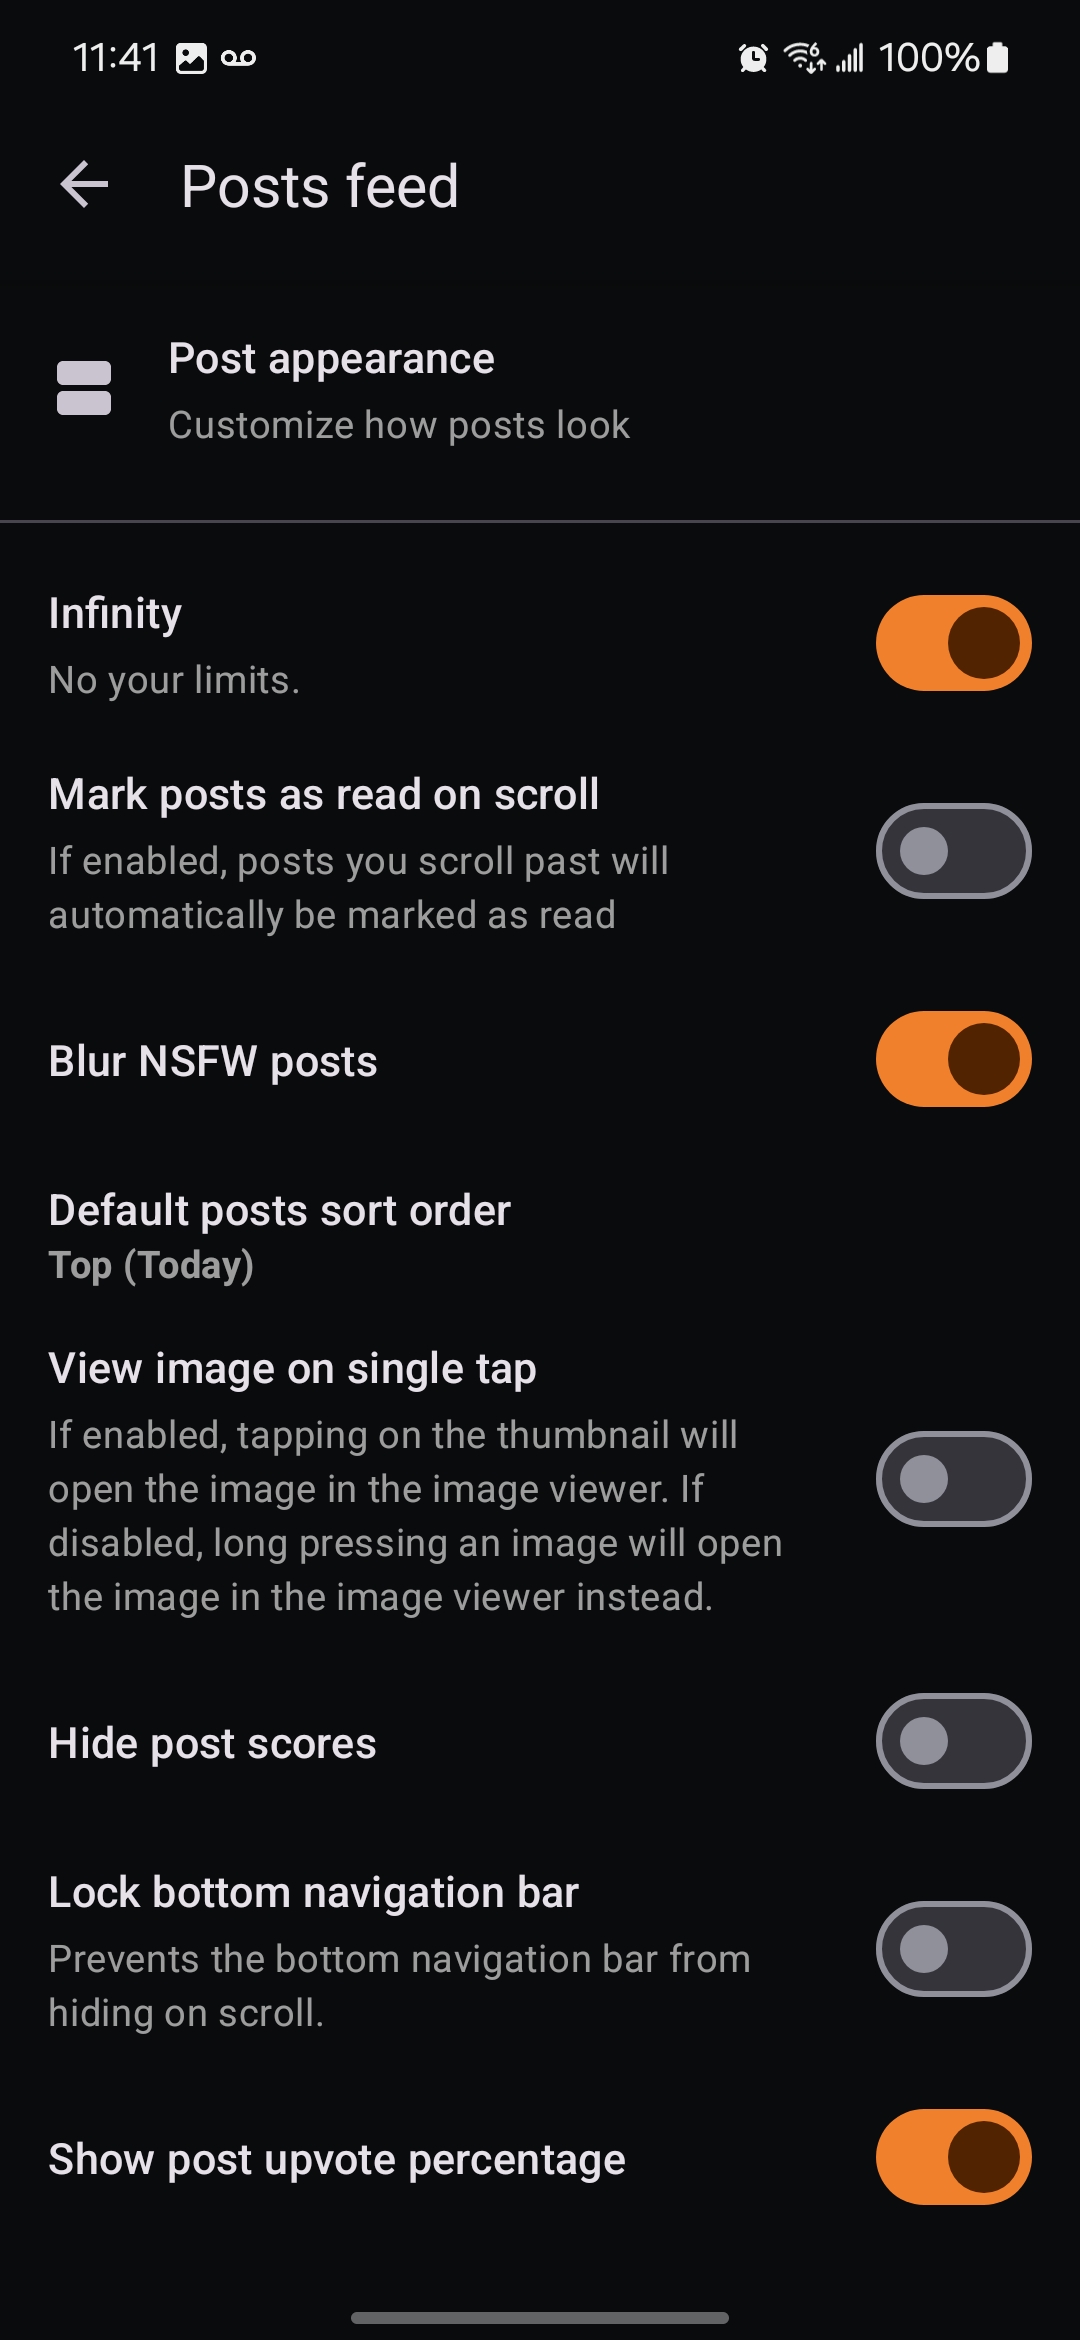 11:41
100%
Posts feed
Post appearance
Customize how posts look
Infinity
No your limits.
Mark posts as read on scroll
If enabled, posts you scroll past will
automatically be marked as read
Blur NSFW posts
Default posts sort order
Top (Today)
View image on single tap
If enabled, tapping on the thumbnail will
open the image in the image viewer. If
disabled, long pressing an image will open
the image in the image viewer instead.
Hide post scores
Lock bottom navigation bar
Prevents the bottom navigation bar from
hiding on scroll.
Show post upvote percentage